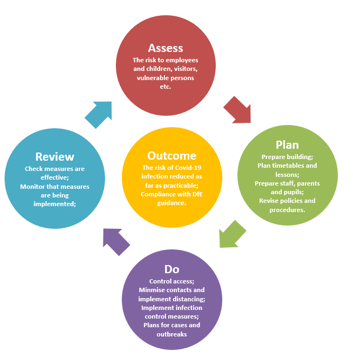 Assess
The risk to employees
and children, visitors,
vulnerable persons
etc.
Review
Check measures are
effective;
Monitor that measures
are being
implemented;
Outcome
The risk of Covid-19
infection reduced as
far as practicable;
Compliance with DfE
guidance.
Plan
Prepare building;
Plan timetables and
lessons;
Prepare staff, parents
and pupils;
Revise policies and
procedures.
Do
Control access;
Minmise contacts and
implement distancing;
Implement infection
control measures;
Plans for cases and
outbreaks